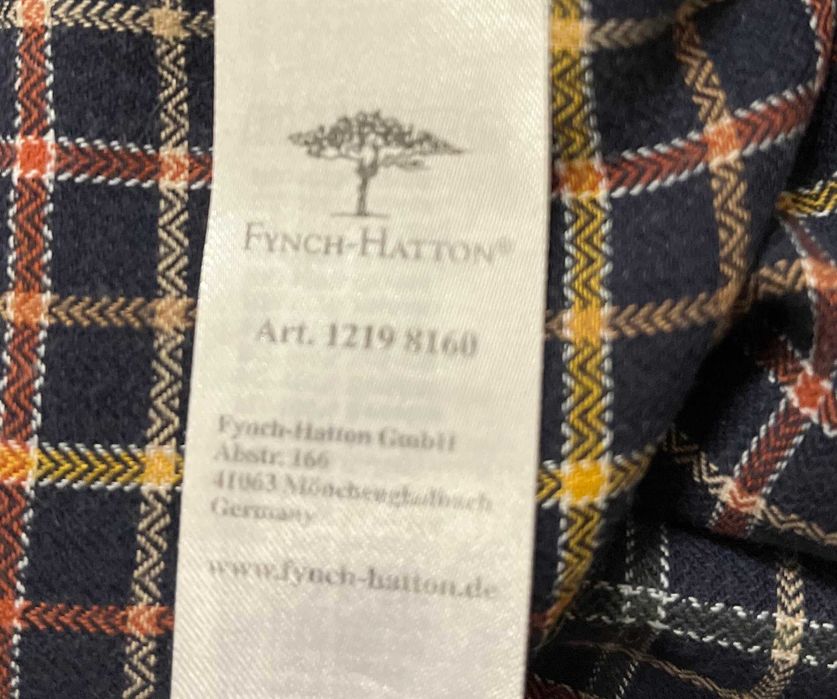 FYNCH-HATTON®
Art. 1219 8160
Fynch-Hatton GmbH
Abstr. 166
41063 Mönchengladbach
Germany
www.fynch-hatton.de